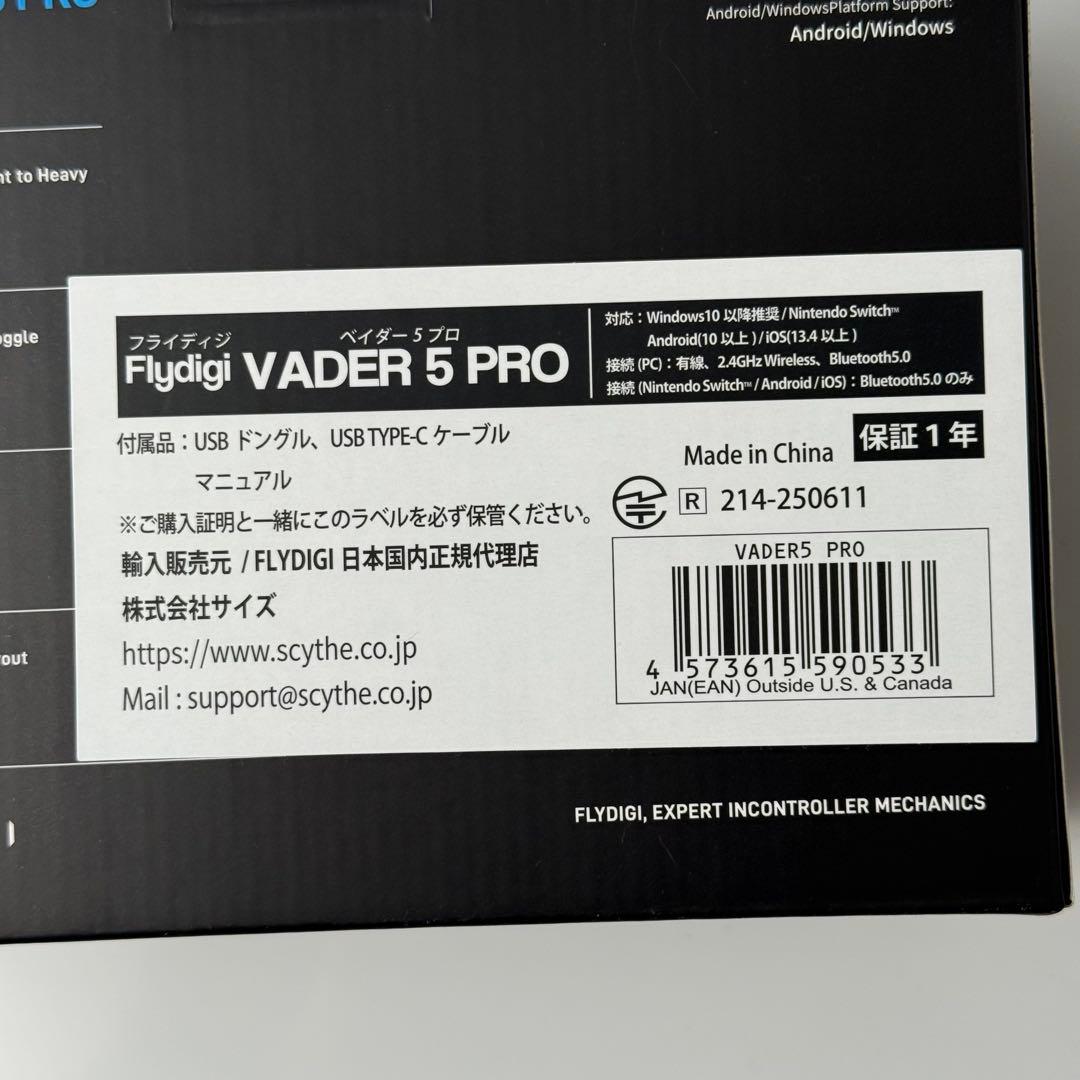 PRO
Android/WindowsPlatform Support:
Android/Windows
to Heavy
フライディジ ベイダー5プロ
Flydigi VADER 5 PRO
対応：Windows10 以降推奨 / Nintendo Switch™
Android(10 以上) / iOS(13.4 以上)
接続 (PC)：有線、2.4GHz Wireless、Bluetooth5.0
接続 (Nintendo Switch™ / Android / iOS)：Bluetooth5.0 のみ
付属品：USB ドングル、USB TYPE-C ケーブル
マニュアル
※ご購入証明と一緒にこのラベルを必ず保管ください。
輸入販売元 / FLYDIGI 日本国内正規代理店
株式会社サイズ
https://www.scythe.co.jp
Mail : support@scythe.co.jp
Made in China
保証1年
R 214-250611
VADER5 PRO
4 573615 590533
JAN(EAN) Outside U.S. & Canada
FLYDIGI, EXPERT INCONTROLLER MECHANICS